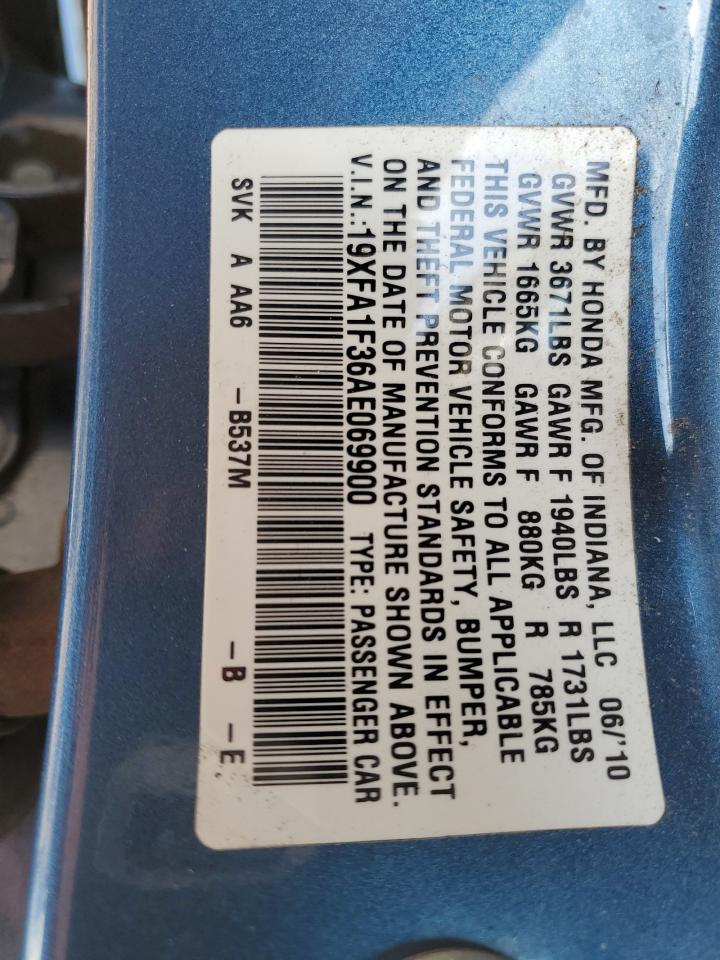 MFD. BY HONDA MFG. OF INDIANA, LLC 06/'10
GVWR 3671LBS GAWR F 1940LBS R 1731LBS
GVWR 1665KG GAWR F 880KG R 785KG
THIS VEHICLE CONFORMS TO ALL APPLICABLE
FEDERAL MOTOR VEHICLE SAFETY, BUMPER,
AND THEFT PREVENTION STANDARDS IN EFFECT
ON THE DATE OF MANUFACTURE SHOWN ABOVE.
V.I.N.:19XFA1F36AE069900 TYPE: PASSENGER CAR
SVK A AA6 -B537M -B -E